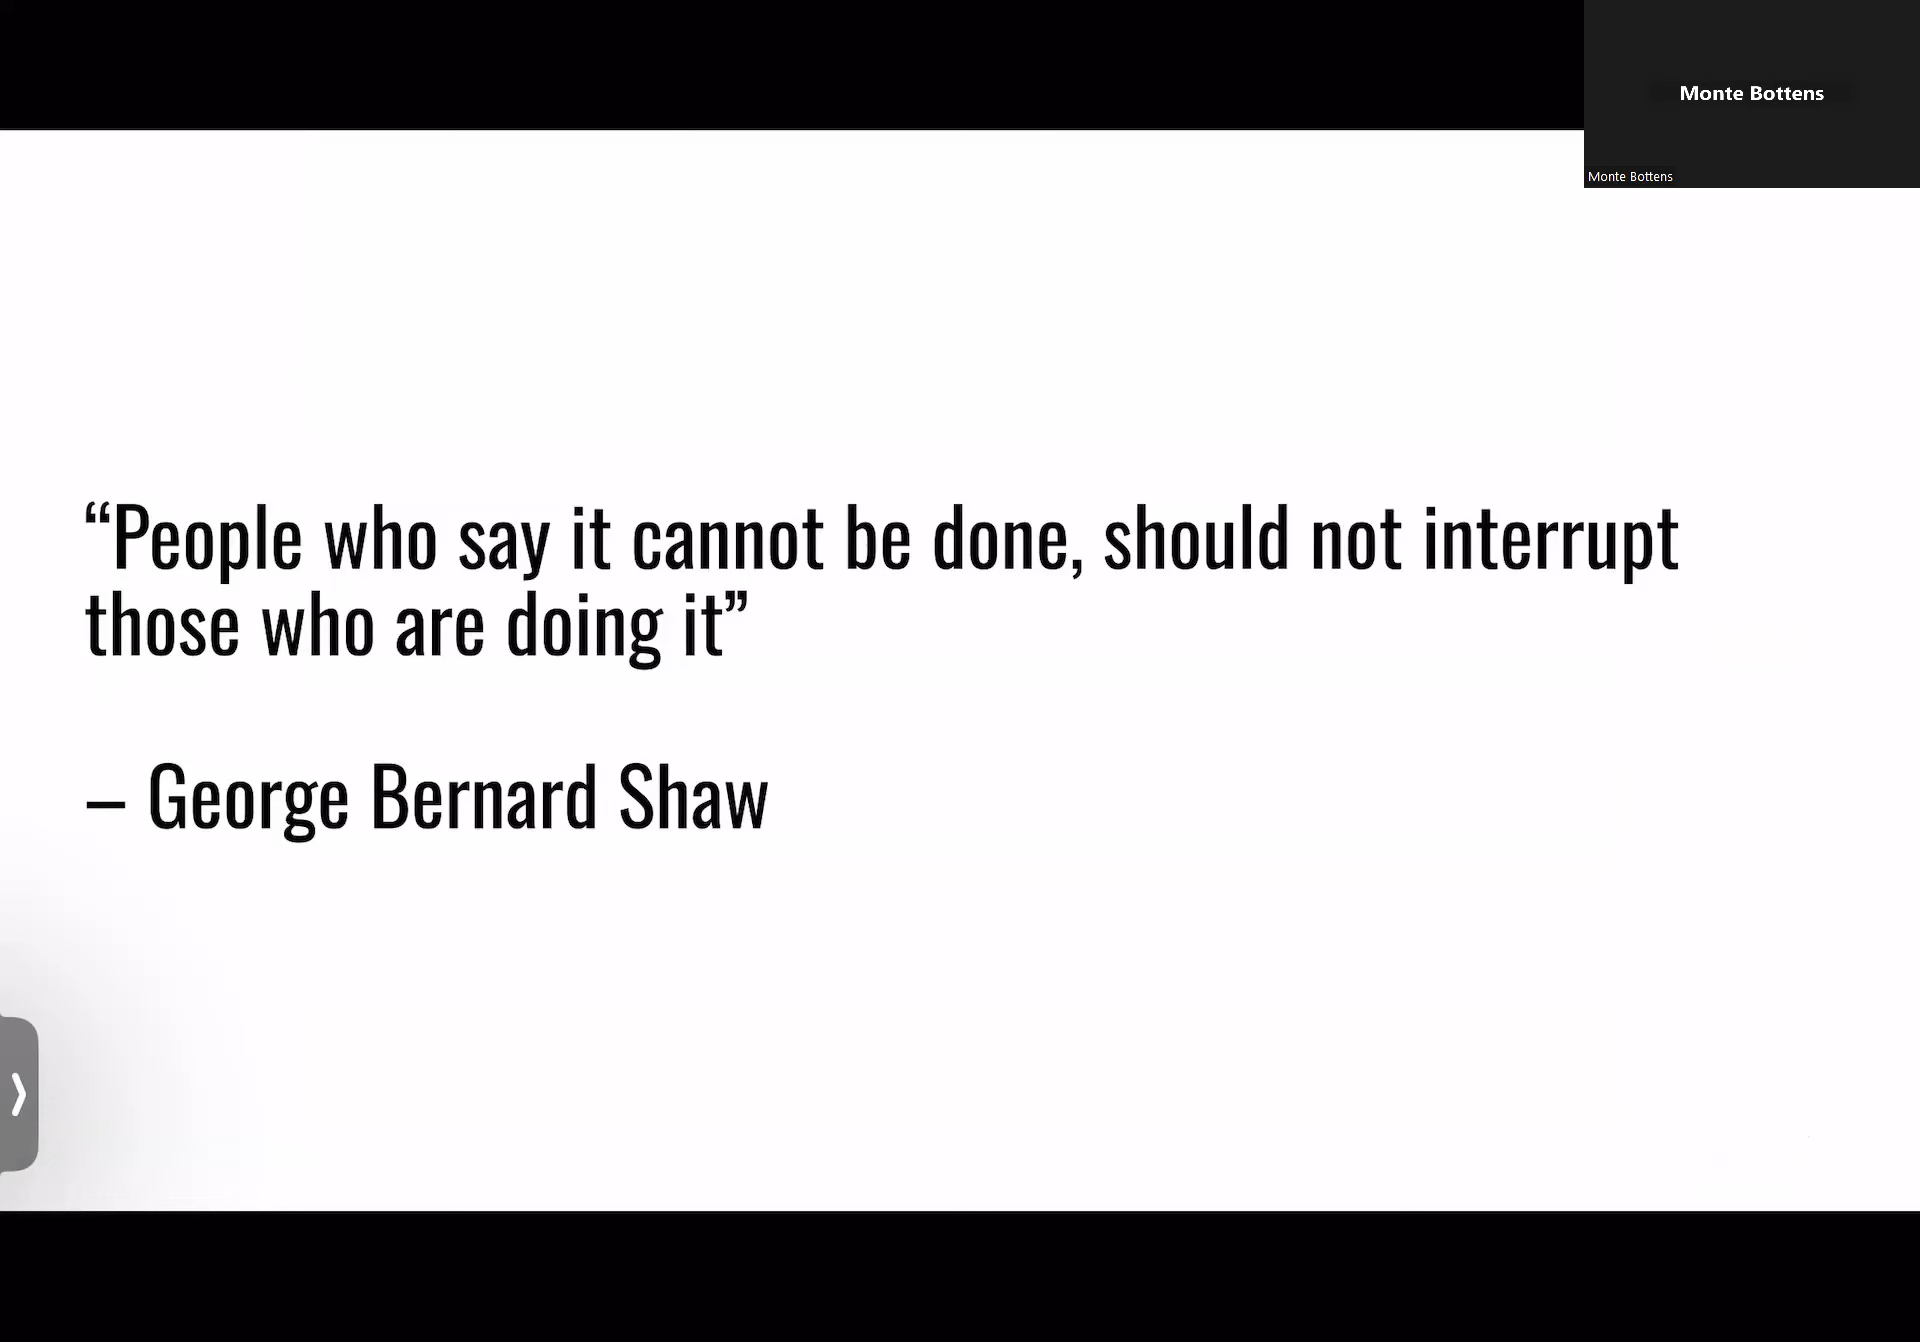 Monte Bottens
Monte Bottens
“People who say it cannot be done, should not interrupt
those who are doing it”
– George Bernard Shaw